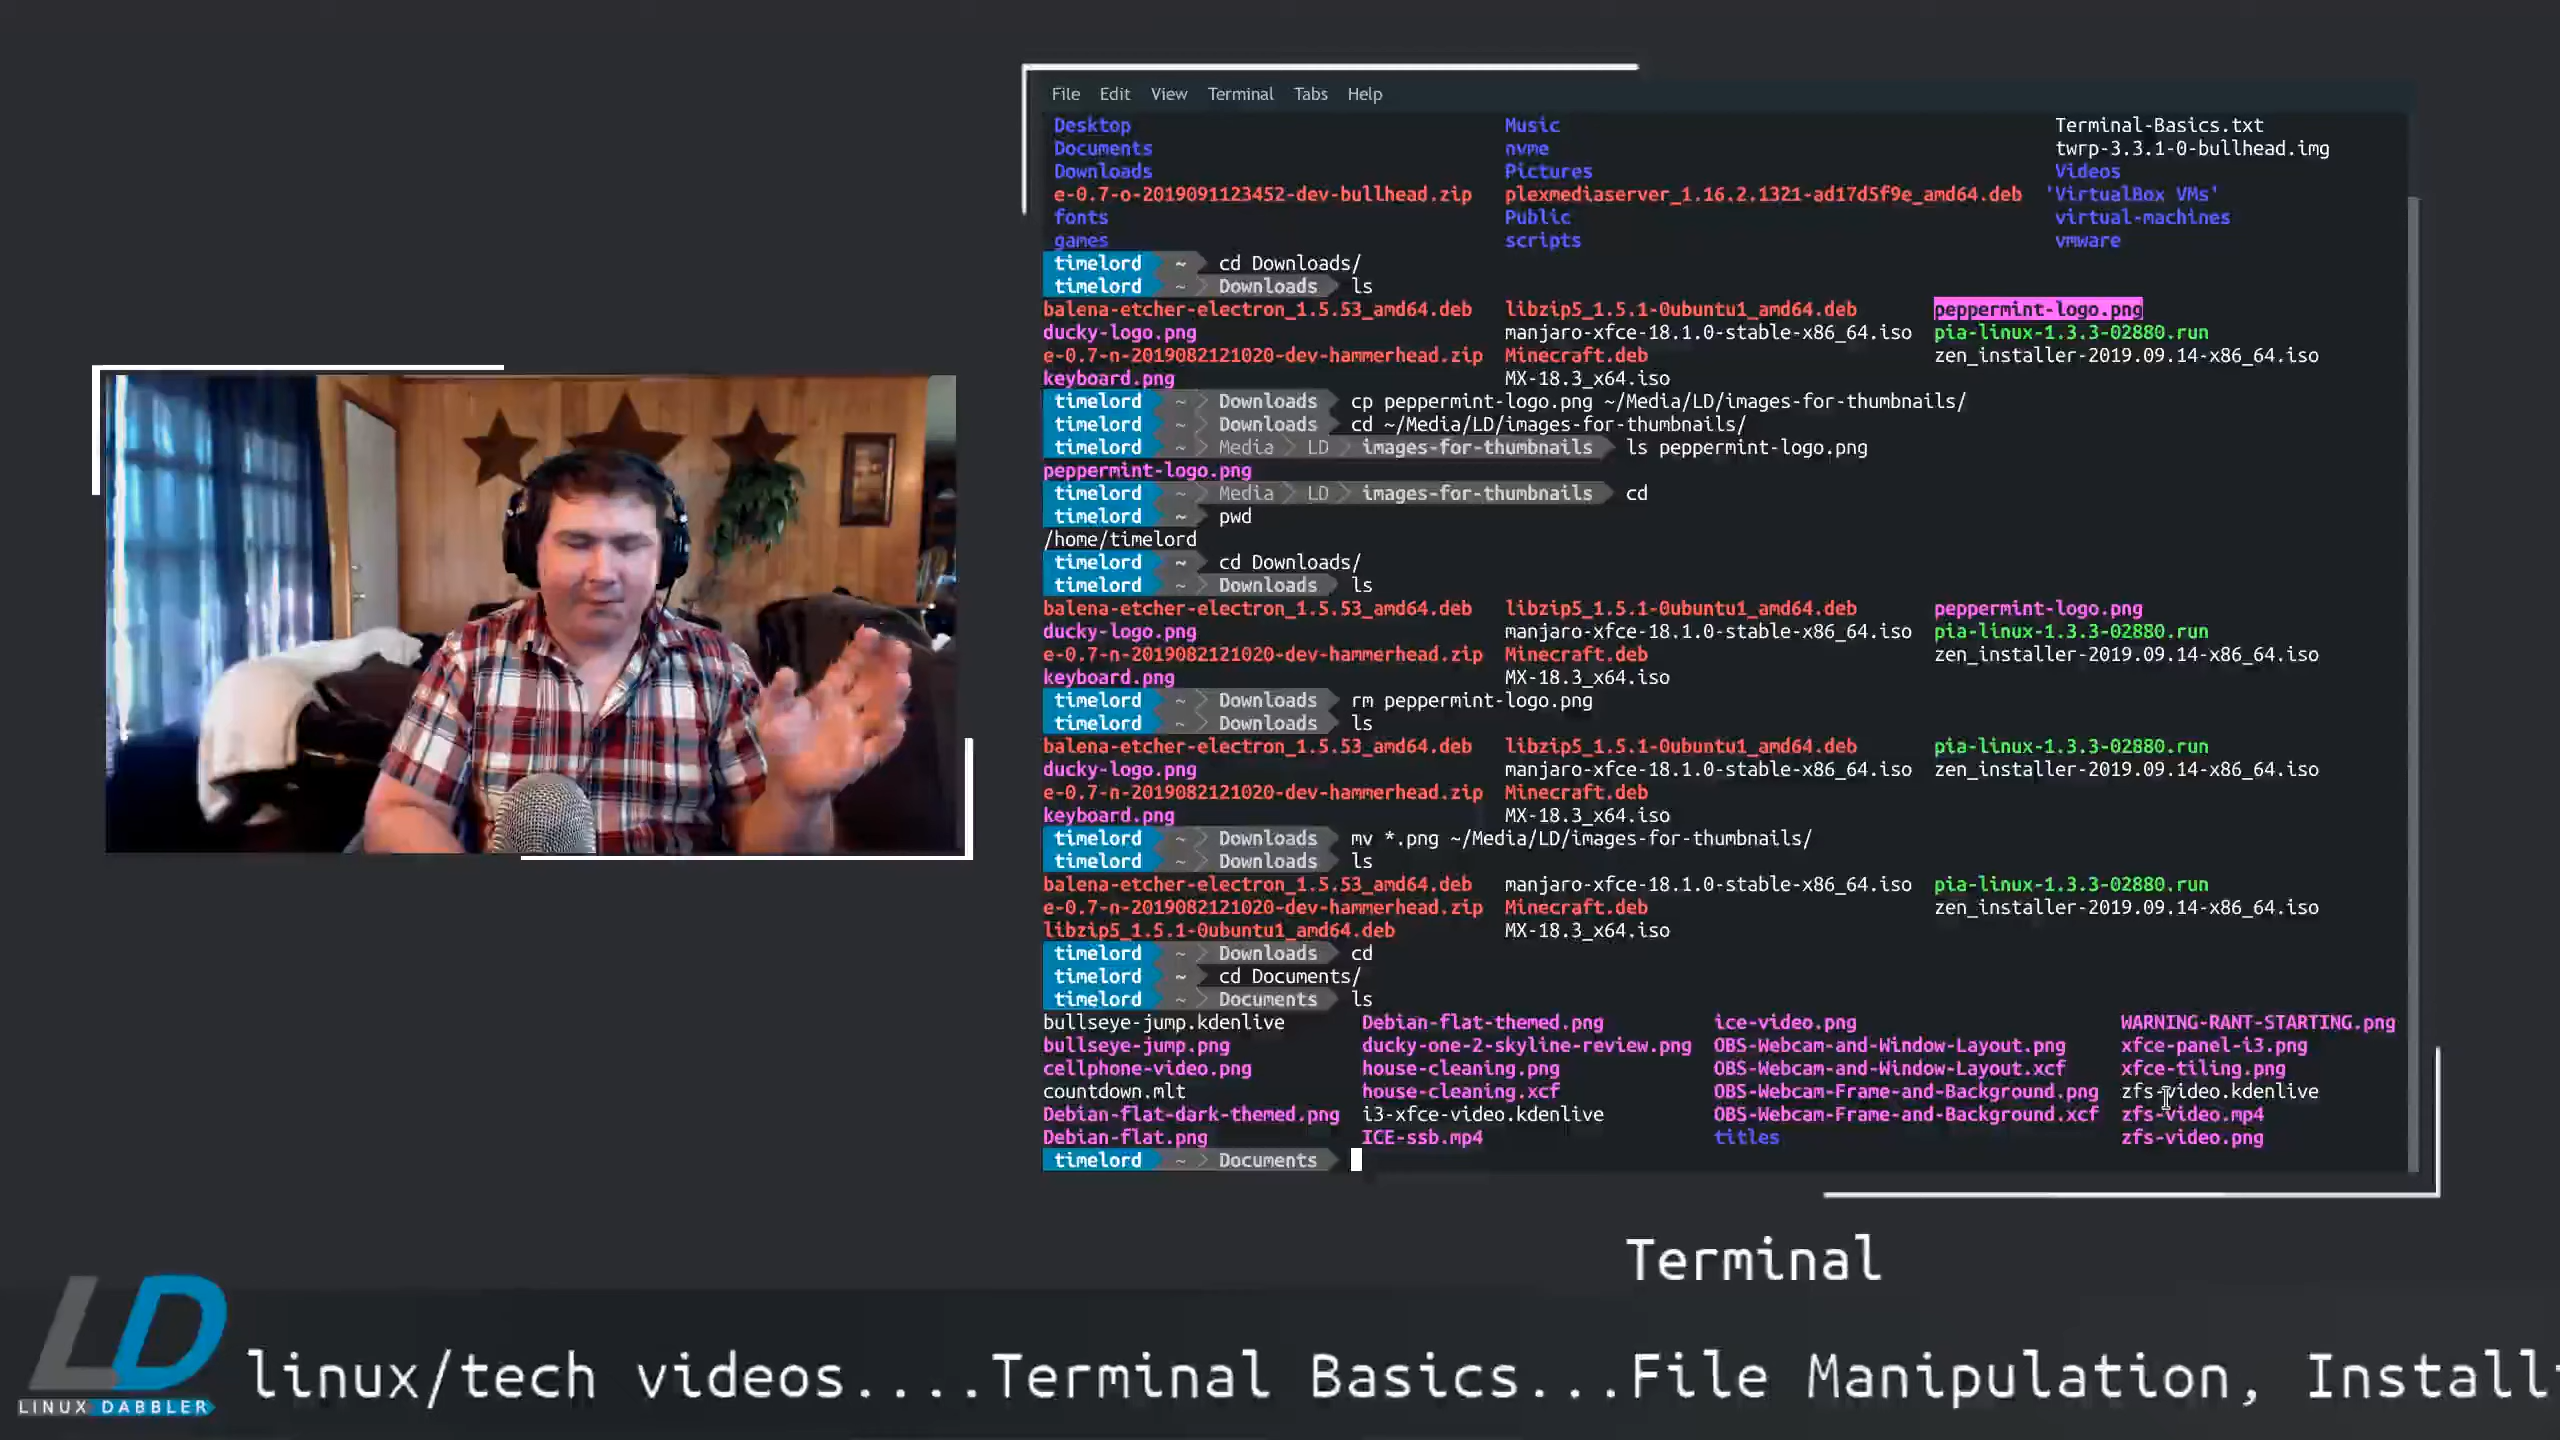 File Edit View Terminal Tabs Help
Desktop Music Terminal-Basics.txt
Documents nvme twrp-3.3.1-0-bullhead.img
Downloads Pictures Videos
e-0.7-o-2019091123452-dev-bullhead.zip plexmediaserver_1.16.2.1321-ad17d5f9e_amd64.deb 'VirtualBox VMs'
fonts Public virtual-machines
games scripts vmware
timelord ~ cd Downloads/
timelord ~ Downloads ls
balena-etcher-electron_1.5.53_amd64.deb libzip5_1.5.1-0ubuntu1_amd64.deb peppermint-logo.png
ducky-logo.png manjaro-xfce-18.1.0-stable-x86_64.iso pia-linux-1.3.3-02880.run
e-0.7-n-2019082121020-dev-hammerhead.zip Minecraft.deb zen_installer-2019.09.14-x86_64.iso
keyboard.png MX-18.3_x64.iso
timelord ~ Downloads cp peppermint-logo.png ~/Media/LD/images-for-thumbnails/
timelord ~ Downloads cd ~/Media/LD/images-for-thumbnails/
timelord ~ Media LD images-for-thumbnails ls peppermint-logo.png
peppermint-logo.png
timelord ~ Media LD images-for-thumbnails cd
timelord ~ pwd
/home/timelord
timelord ~ cd Downloads/
timelord ~ Downloads ls
balena-etcher-electron_1.5.53_amd64.deb libzip5_1.5.1-0ubuntu1_amd64.deb peppermint-logo.png
ducky-logo.png manjaro-xfce-18.1.0-stable-x86_64.iso pia-linux-1.3.3-02880.run
e-0.7-n-2019082121020-dev-hammerhead.zip Minecraft.deb zen_installer-2019.09.14-x86_64.iso
keyboard.png MX-18.3_x64.iso
timelord ~ Downloads rm peppermint-logo.png
timelord ~ Downloads ls
balena-etcher-electron_1.5.53_amd64.deb libzip5_1.5.1-0ubuntu1_amd64.deb pia-linux-1.3.3-02880.run
ducky-logo.png manjaro-xfce-18.1.0-stable-x86_64.iso zen_installer-2019.09.14-x86_64.iso
e-0.7-n-2019082121020-dev-hammerhead.zip Minecraft.deb
keyboard.png MX-18.3_x64.iso
timelord ~ Downloads mv *.png ~/Media/LD/images-for-thumbnails/
timelord ~ Downloads ls
balena-etcher-electron_1.5.53_amd64.deb manjaro-xfce-18.1.0-stable-x86_64.iso pia-linux-1.3.3-02880.run
e-0.7-n-2019082121020-dev-hammerhead.zip Minecraft.deb zen_installer-2019.09.14-x86_64.iso
libzip5_1.5.1-0ubuntu1_amd64.deb MX-18.3_x64.iso
timelord ~ Downloads cd
timelord ~ cd Documents/
timelord ~ Documents ls
bullseye-jump.kdenlive Debian-flat-themed.png ice-video.png WARNING-RANT-STARTING.png
bullseye-jump.png ducky-one-2-skyline-review.png OBS-Webcam-and-Window-Layout.png xfce-panel-i3.png
cellphone-video.png house-cleaning.png OBS-Webcam-and-Window-Layout.xcf xfce-tiling.png
countdown.mlt house-cleaning.xcf OBS-Webcam-Frame-and-Background.png zfs-video.kdenlive
Debian-flat-dark-themed.png i3-xfce-video.kdenlive OBS-Webcam-Frame-and-Background.xcf zfs-video.mp4
Debian-flat.png ICE-ssb.mp4 titles zfs-video.png
timelord ~ Documents
Terminal
LD
LINUX DABBLER
linux/tech videos....Terminal Basics...File Manipulation, Installi